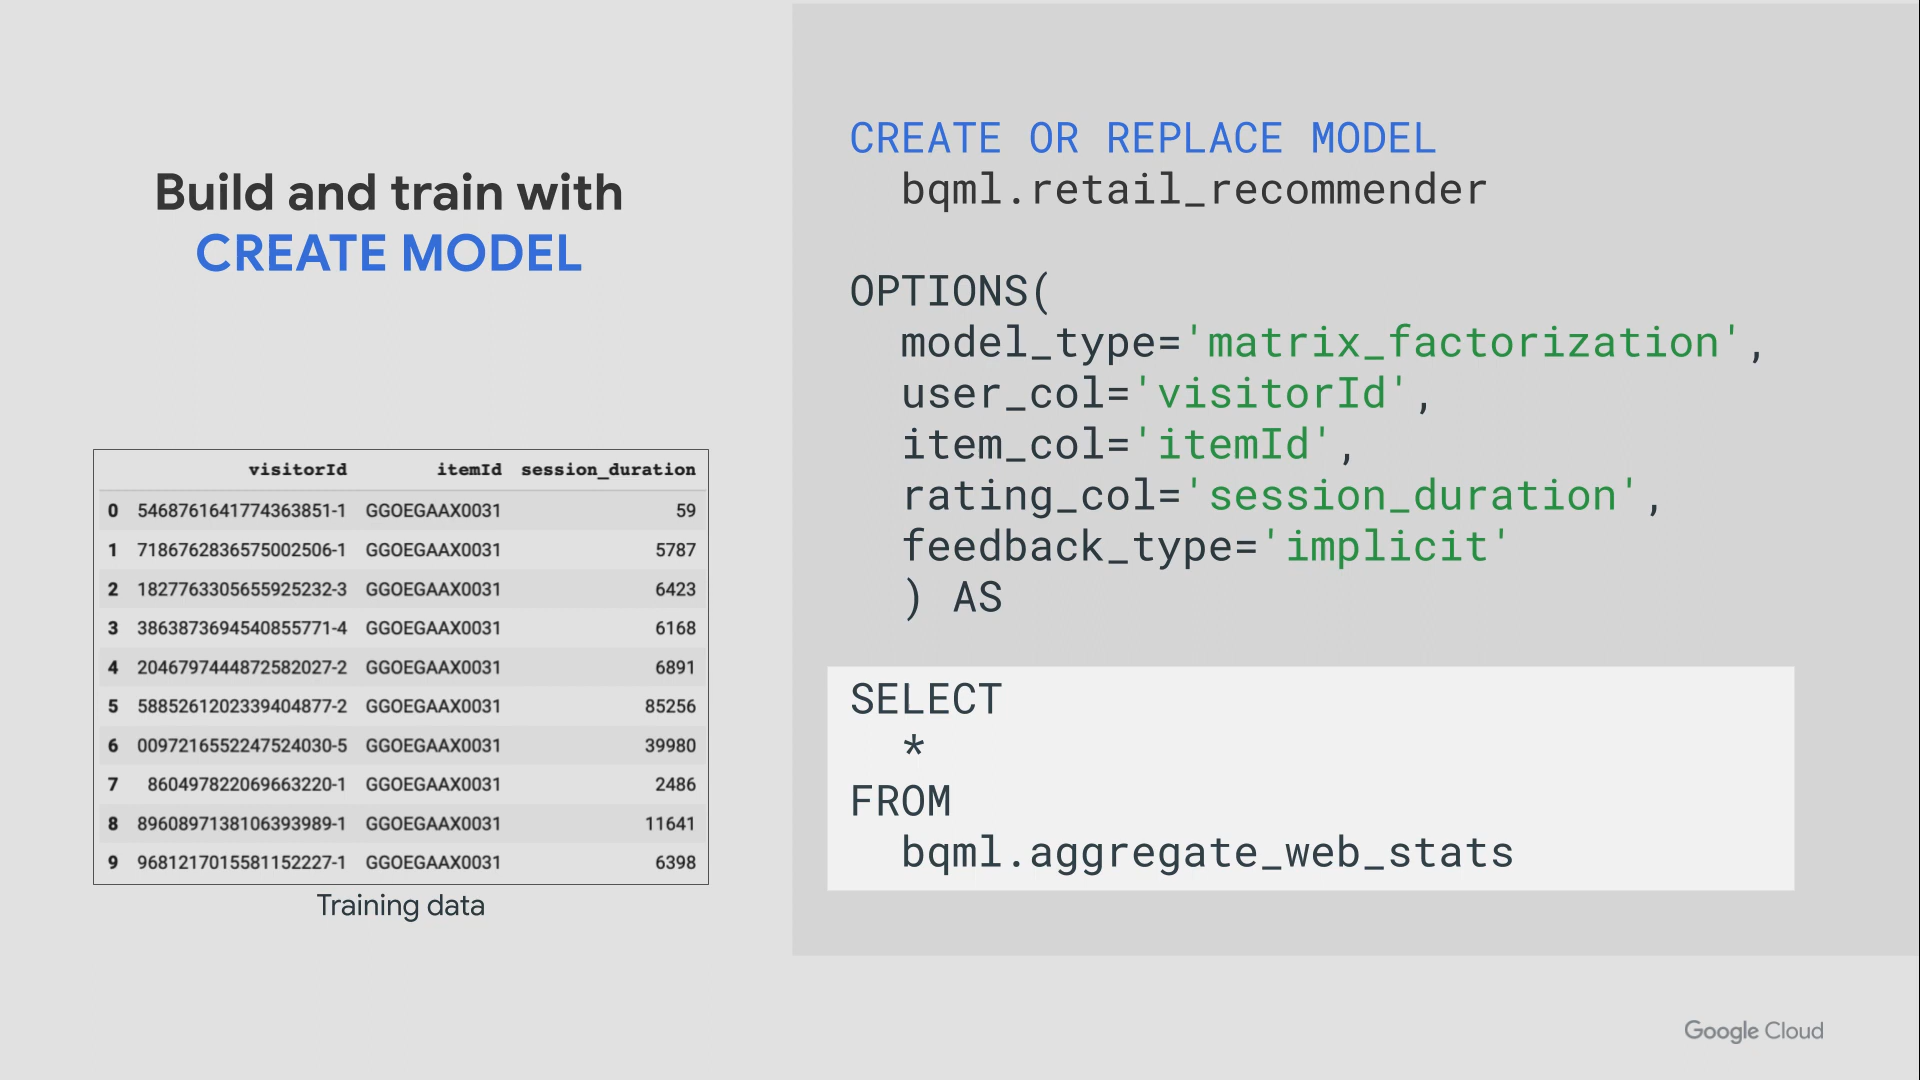 Build and train with
CREATE MODEL
visitorId itemId session_duration
0 5468761641774363851-1 GGOEGAAX0031 59
1 7186762836575002506-1 GGOEGAAX0031 5787
2 1827763305655925232-3 GGOEGAAX0031 6423
3 3863873694540855771-4 GGOEGAAX0031 6168
4 2046797444872582027-2 GGOEGAAX0031 6891
5 5885261202339404877-2 GGOEGAAX0031 85256
6 0097216552247524030-5 GGOEGAAX0031 39980
7 860497822069663220-1 GGOEGAAX0031 2486
8 8960897138106393989-1 GGOEGAAX0031 11641
9 9681217015581152227-1 GGOEGAAX0031 6398
Training data
CREATE OR REPLACE MODEL
bqml.retail_recommender
OPTIONS(
model_type='matrix_factorization',
user_col='visitorId',
item_col='itemId',
rating_col='session_duration',
feedback_type='implicit'
) AS
SELECT
*
FROM
bqml.aggregate_web_stats
Google Cloud